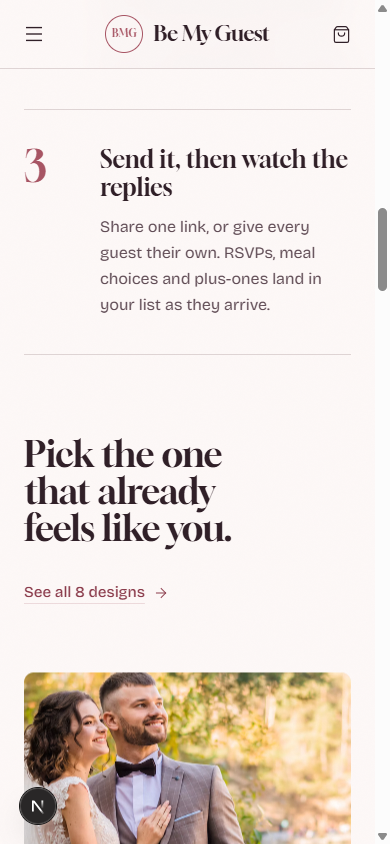 BMG Be My Guest
3
Send it, then watch the
replies
Share one link, or give every
guest their own. RSVPs, meal
choices and plus-ones land in
your list as they arrive.
Pick the one
that already
feels like you.
See all 8 designs →
N